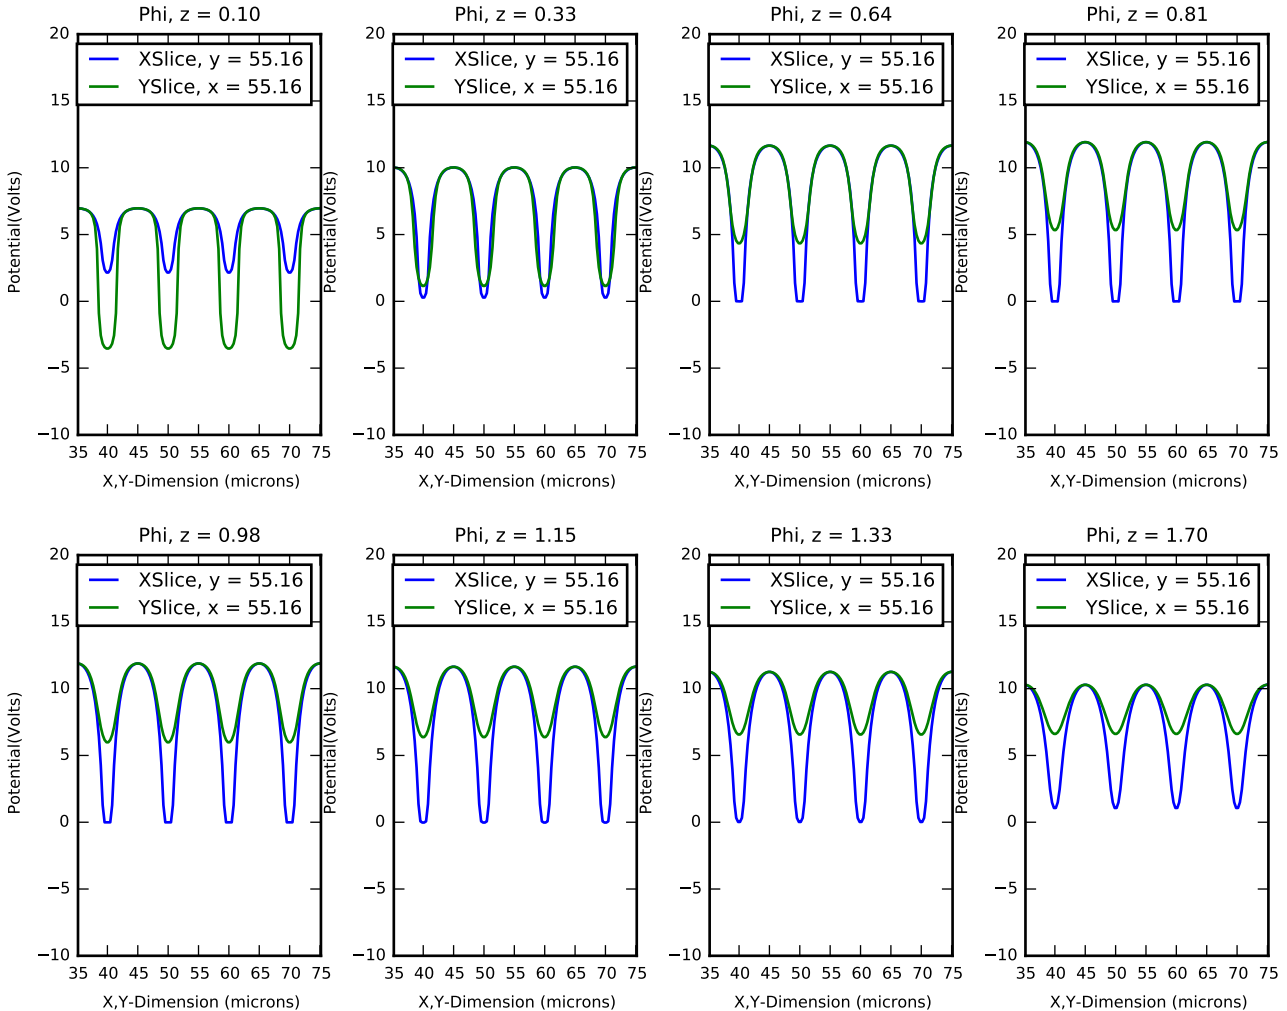 Phi, z = 0.10
XSlice, y = 55.16
YSlice, x = 55.16
Potential(Volts)
20
15
10
5
0
−5
−10
35 40 45 50 55 60 65 70 75
X,Y-Dimension (microns)
Phi, z = 0.33
XSlice, y = 55.16
YSlice, x = 55.16
Potential(Volts)
20
15
10
5
0
−5
−10
35 40 45 50 55 60 65 70 75
X,Y-Dimension (microns)
Phi, z = 0.64
XSlice, y = 55.16
YSlice, x = 55.16
Potential(Volts)
20
15
10
5
0
−5
−10
35 40 45 50 55 60 65 70 75
X,Y-Dimension (microns)
Phi, z = 0.81
XSlice, y = 55.16
YSlice, x = 55.16
Potential(Volts)
20
15
10
5
0
−5
−10
35 40 45 50 55 60 65 70 75
X,Y-Dimension (microns)
Phi, z = 0.98
XSlice, y = 55.16
YSlice, x = 55.16
Potential(Volts)
20
15
10
5
0
−5
−10
35 40 45 50 55 60 65 70 75
X,Y-Dimension (microns)
Phi, z = 1.15
XSlice, y = 55.16
YSlice, x = 55.16
Potential(Volts)
20
15
10
5
0
−5
−10
35 40 45 50 55 60 65 70 75
X,Y-Dimension (microns)
Phi, z = 1.33
XSlice, y = 55.16
YSlice, x = 55.16
Potential(Volts)
20
15
10
5
0
−5
−10
35 40 45 50 55 60 65 70 75
X,Y-Dimension (microns)
Phi, z = 1.70
XSlice, y = 55.16
YSlice, x = 55.16
Potential(Volts)
20
15
10
5
0
−5
−10
35 40 45 50 55 60 65 70 75
X,Y-Dimension (microns)